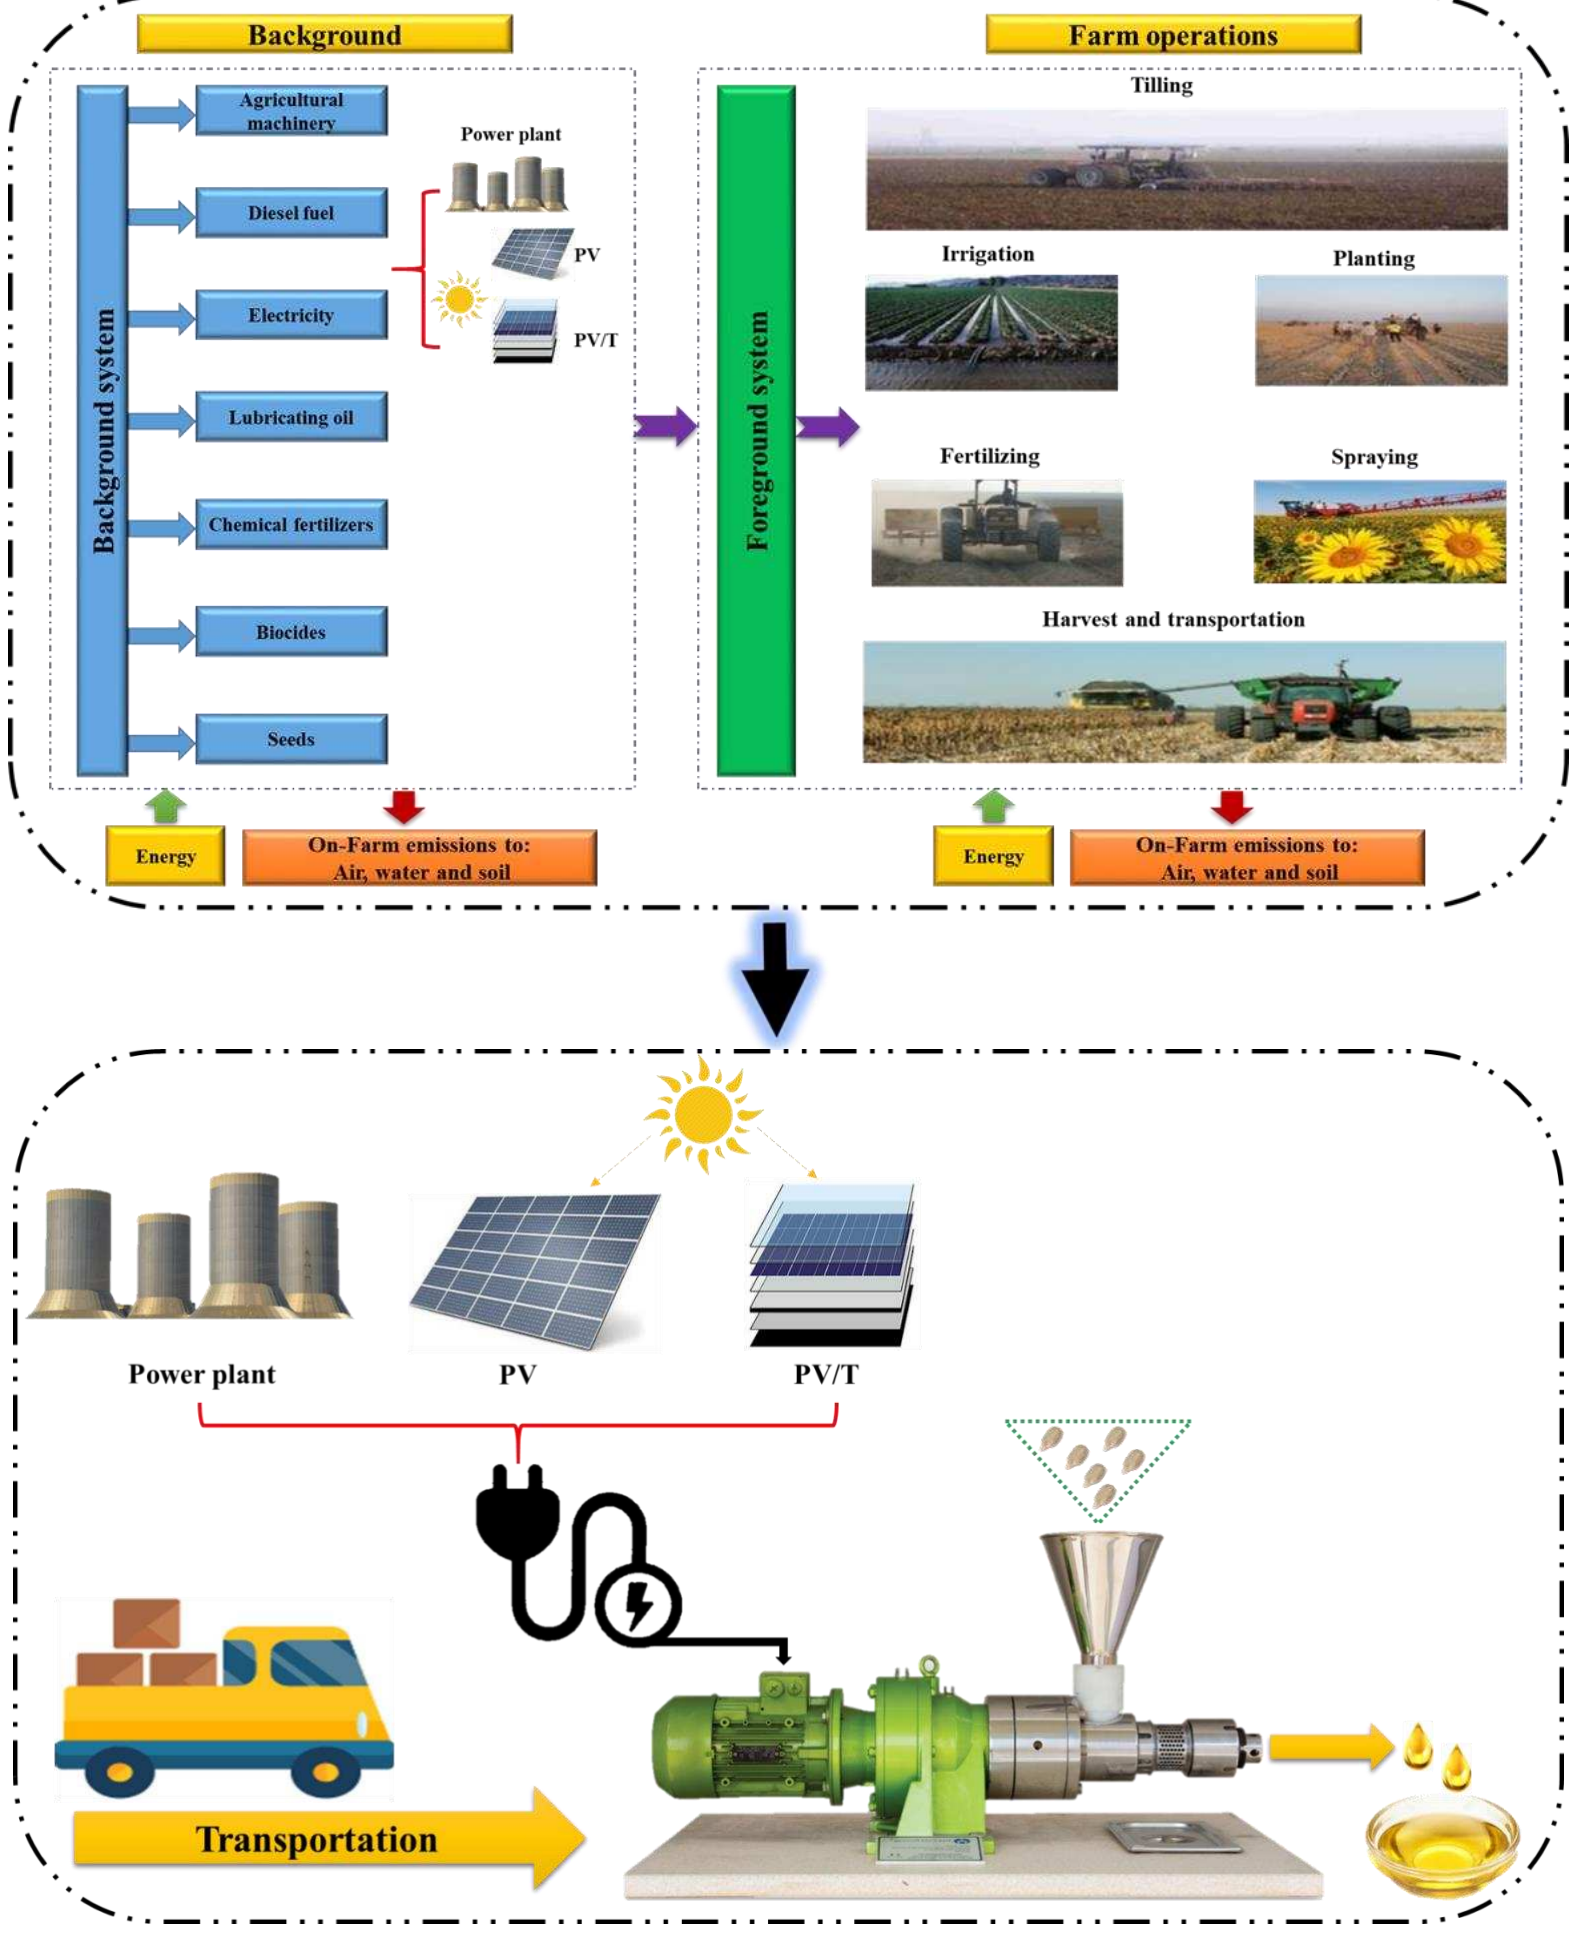 Background
Farm operations
Background system
Agricultural
machinery
Diesel fuel
Electricity
Lubricating oil
Chemical fertilizers
Biocides
Seeds
Power plant
PV
PV/T
Foreground system
Tilling
Irrigation
Planting
Fertilizing
Spraying
Harvest and transportation
Energy
On-Farm emissions to:
Air, water and soil
Energy
On-Farm emissions to:
Air, water and soil
Power plant
PV
PV/T
Transportation